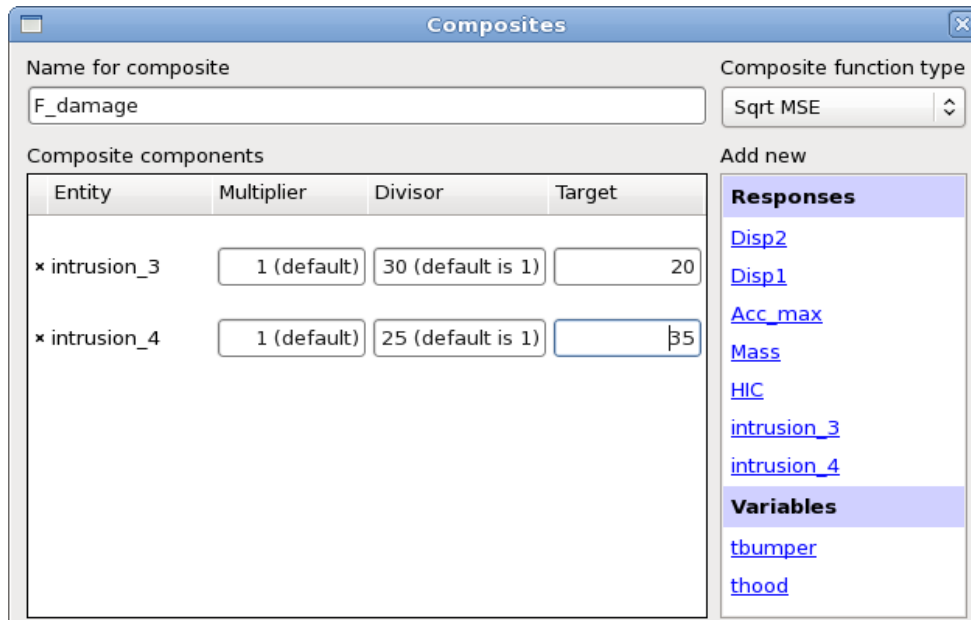 Composites
Name for composite
Composite function type
F_damage
Sqrt MSE
Composite components
Add new
Entity Multiplier Divisor Target
intrusion_3 1 (default) 30 (default is 1) 20
intrusion_4 1 (default) 25 (default is 1) 35
Responses
Disp2
Disp1
Acc_max
Mass
HIC
intrusion_3
intrusion_4
Variables
tbumper
thood